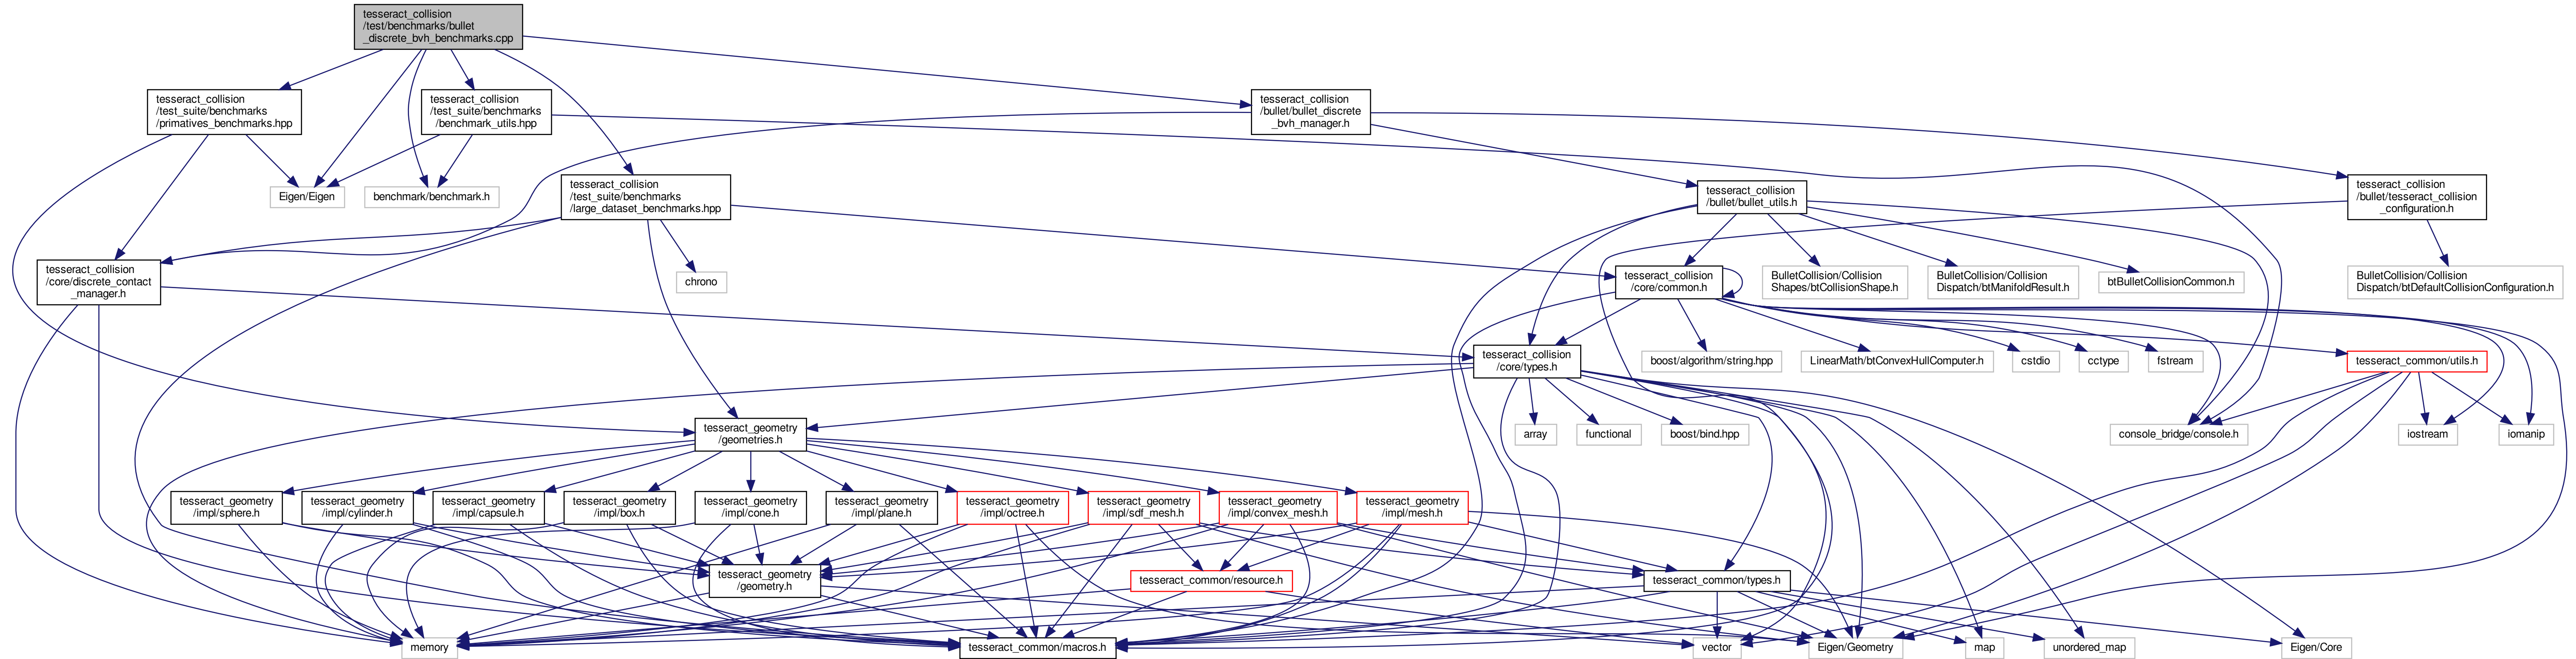 tesseract_collision
/test/benchmarks/bullet
_discrete_bvh_benchmarks.cpp
tesseract_collision
/test_suite/benchmarks
/primatives_benchmarks.hpp
tesseract_collision
/test_suite/benchmarks
/benchmark_utils.hpp
tesseract_collision
/bullet/bullet_discrete
_bvh_manager.h
Eigen/Eigen
benchmark/benchmark.h
tesseract_collision
/test_suite/benchmarks
/large_dataset_benchmarks.hpp
tesseract_collision
/bullet/bullet_utils.h
tesseract_collision
/bullet/tesseract_collision
_configuration.h
tesseract_collision
/core/discrete_contact
_manager.h
chrono
tesseract_collision
/core/common.h
BulletCollision/Collision
Shapes/btCollisionShape.h
BulletCollision/Collision
Dispatch/btManifoldResult.h
btBulletCollisionCommon.h
BulletCollision/Collision
Dispatch/btDefaultCollisionConfiguration.h
tesseract_collision
/core/types.h
boost/algorithm/string.hpp
LinearMath/btConvexHullComputer.h
cstdio
cctype
fstream
tesseract_common/utils.h
tesseract_geometry
/geometries.h
array
functional
boost/bind.hpp
console_bridge/console.h
iostream
iomanip
tesseract_geometry
/impl/sphere.h
tesseract_geometry
/impl/cylinder.h
tesseract_geometry
/impl/capsule.h
tesseract_geometry
/impl/box.h
tesseract_geometry
/impl/cone.h
tesseract_geometry
/impl/plane.h
tesseract_geometry
/impl/octree.h
tesseract_geometry
/impl/sdf_mesh.h
tesseract_geometry
/impl/convex_mesh.h
tesseract_geometry
/impl/mesh.h
tesseract_geometry
/geometry.h
tesseract_common/resource.h
tesseract_common/types.h
memory
tesseract_common/macros.h
vector
Eigen/Geometry
map
unordered_map
Eigen/Core